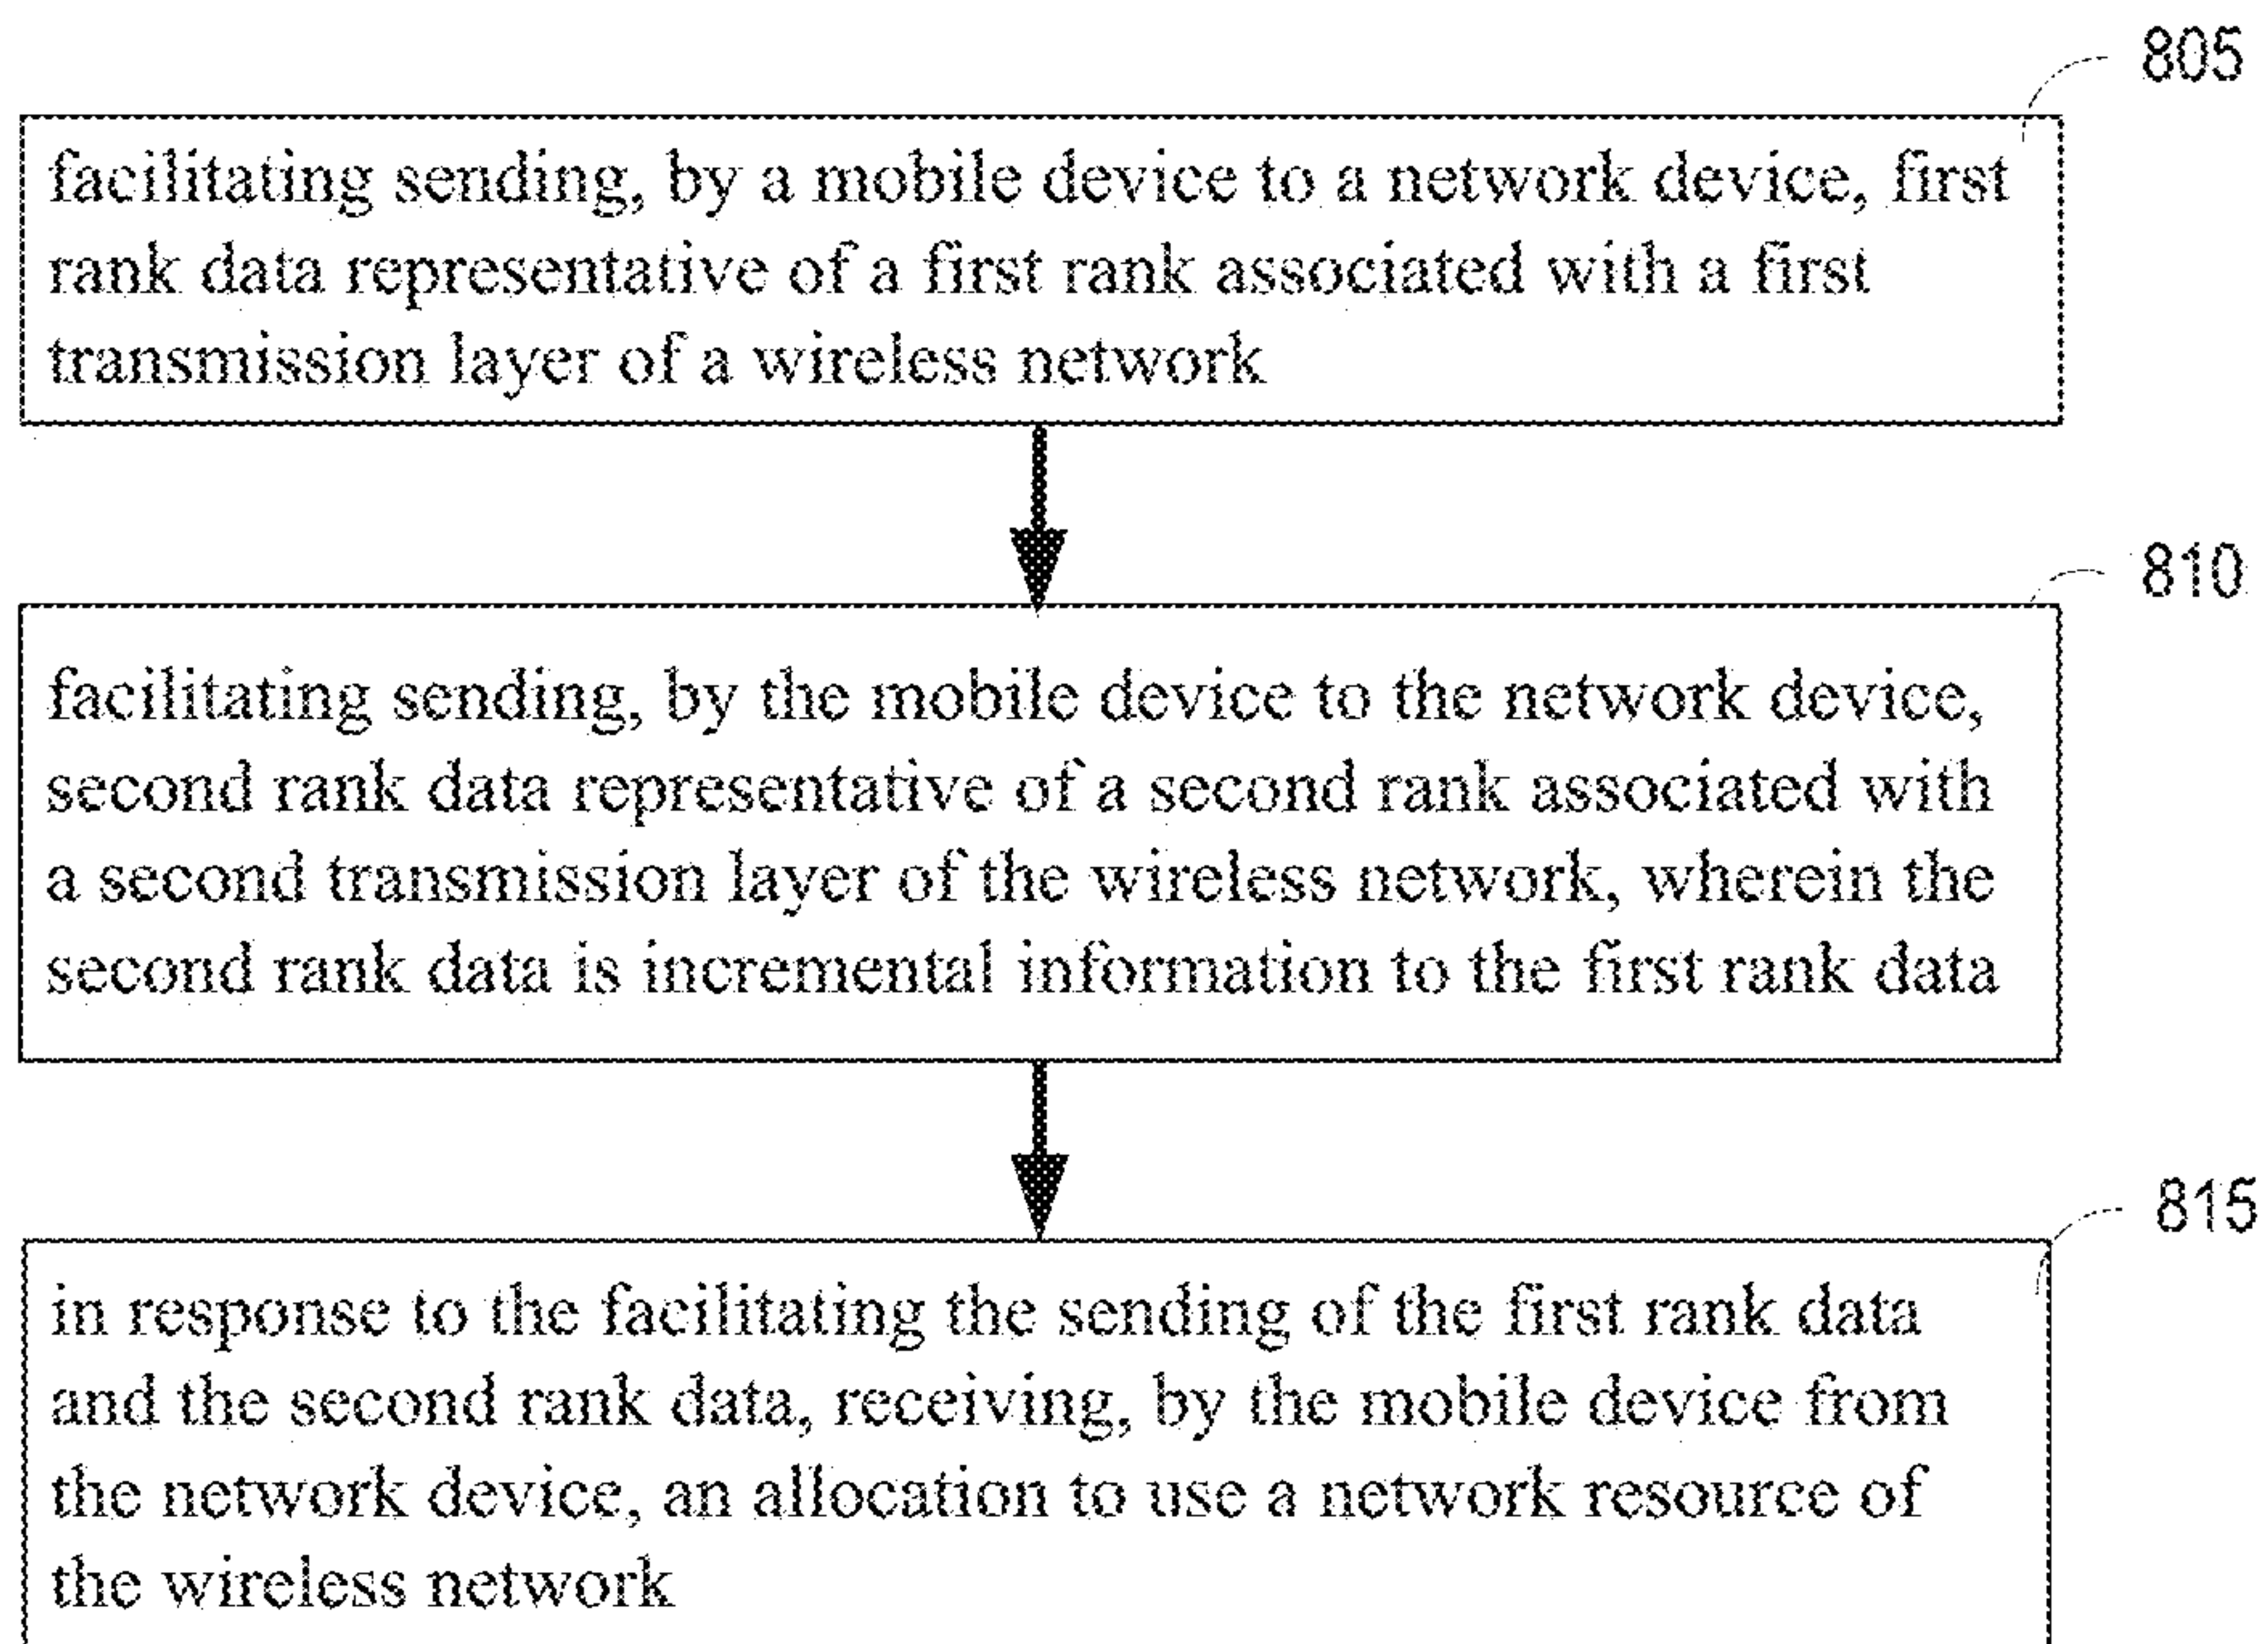 805
facilitating sending, by a mobile device to a network device, first
rank data representative of a first rank associated with a first
transmission layer of a wireless network
810
facilitating sending, by the mobile device to the network device,
second rank data representative of a second rank associated with
a second transmission layer of the wireless network, wherein the
second rank data is incremental information to the first rank data
815
in response to the facilitating the sending of the first rank data
and the second rank data, receiving, by the mobile device from
the network device, an allocation to use a network resource of
the wireless network